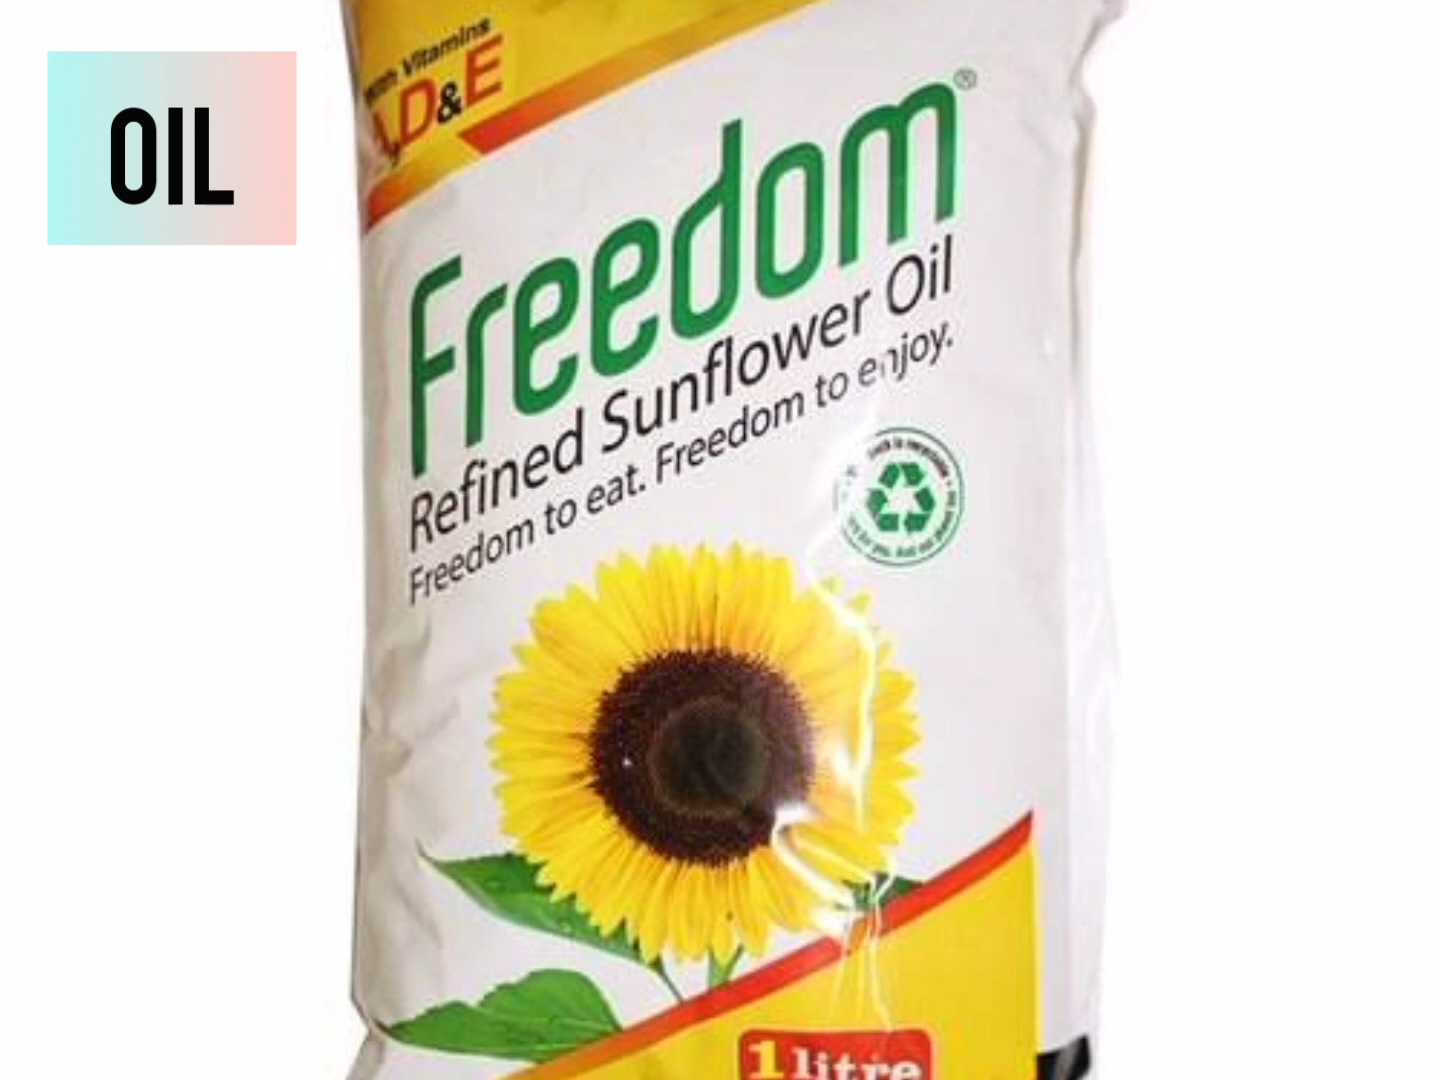 OIL
With Vitamins
A,D&E
Freedom®
Refined Sunflower Oil
Freedom to eat. Freedom to enjoy.
1 litre